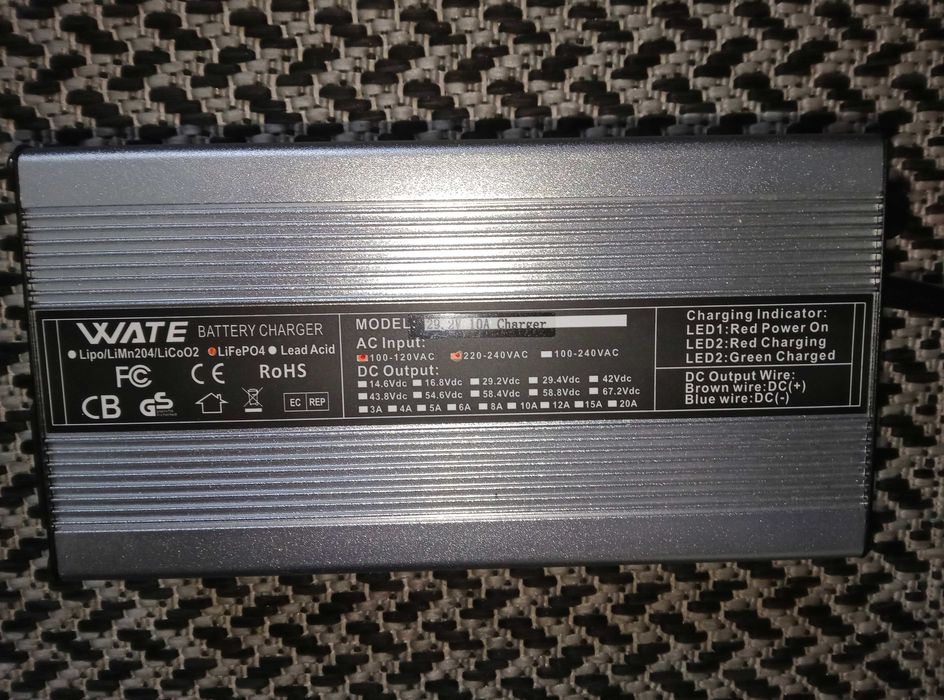 WATE BATTERY CHARGER
Lipo/LiMn204/LiCoO2 LiFePO4 Lead Acid
FC CE RoHS
CB GS EC REP
MODEL: 29.2V 10A Charger
AC Input:
100-120VAC 220-240VAC 100-240VAC
DC Output:
14.6Vdc 16.8Vdc 29.2Vdc 29.4Vdc 42Vdc
43.8Vdc 54.6Vdc 58.4Vdc 58.8Vdc 67.2Vdc
3A 4A 5A 6A 8A 10A 12A 15A 20A
Charging Indicator:
LED1:Red Power On
LED2:Red Charging
LED2:Green Charged
DC Output Wire:
Brown wire:DC(+)
Blue wire:DC(-)